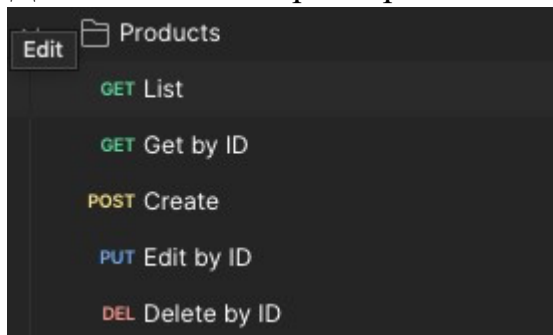 Products
Edit
GET List
GET Get by ID
POST Create
PUT Edit by ID
DEL Delete by ID